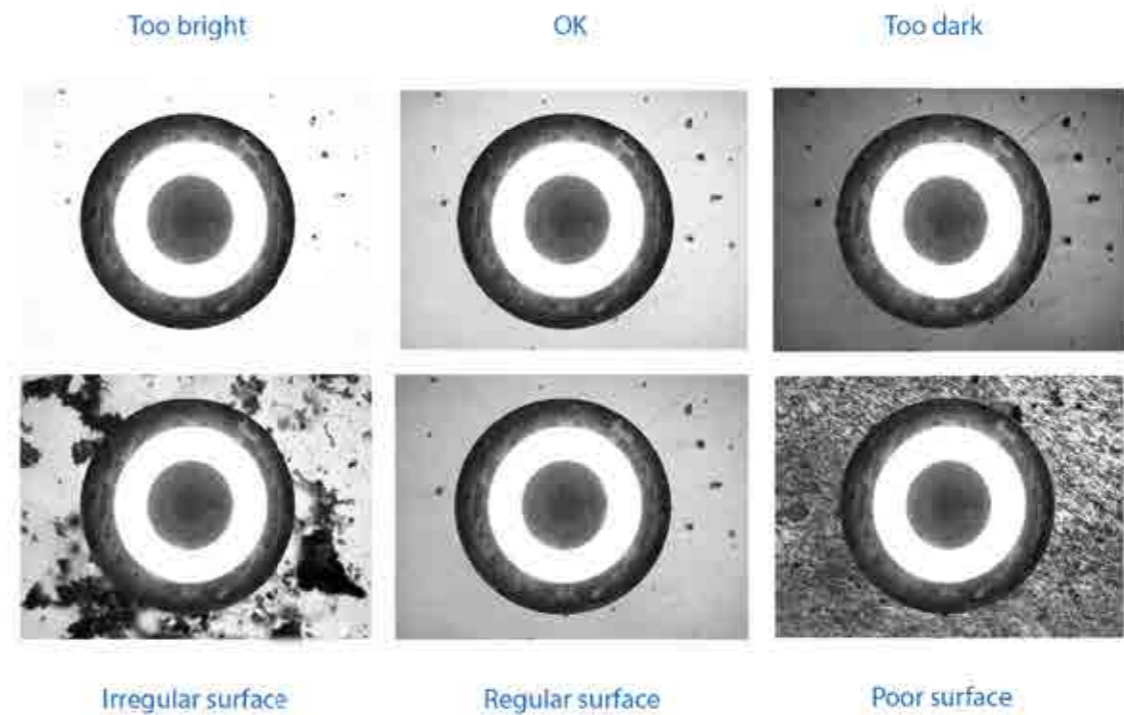 Too bright
OK
Too dark
Irregular surface
Regular surface
Poor surface